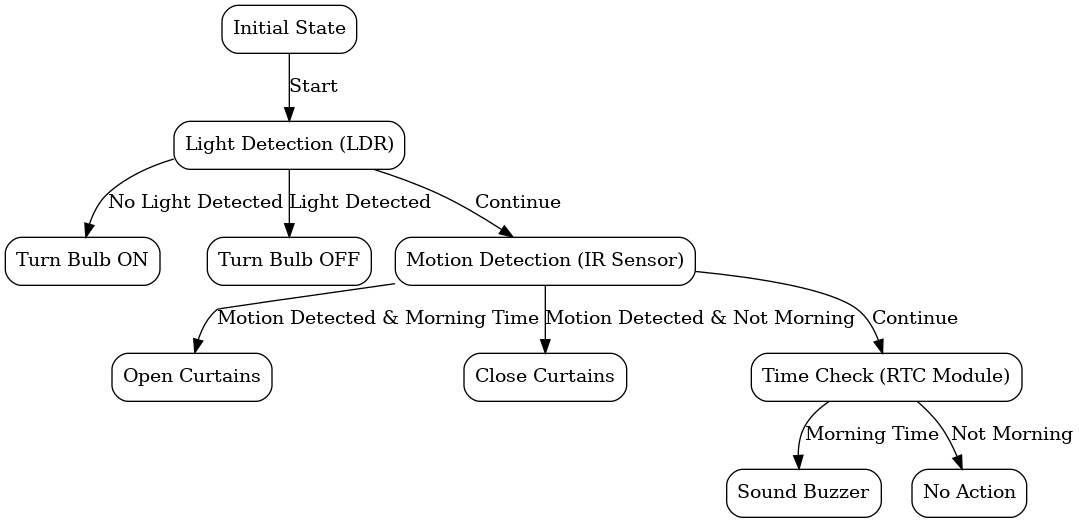 Initial State
Start
Light Detection (LDR)
No Light Detected
Light Detected
Continue
Turn Bulb ON
Turn Bulb OFF
Motion Detection (IR Sensor)
Motion Detected & Morning Time
Motion Detected & Not Morning
Continue
Open Curtains
Close Curtains
Time Check (RTC Module)
Morning Time
Not Morning
Sound Buzzer
No Action